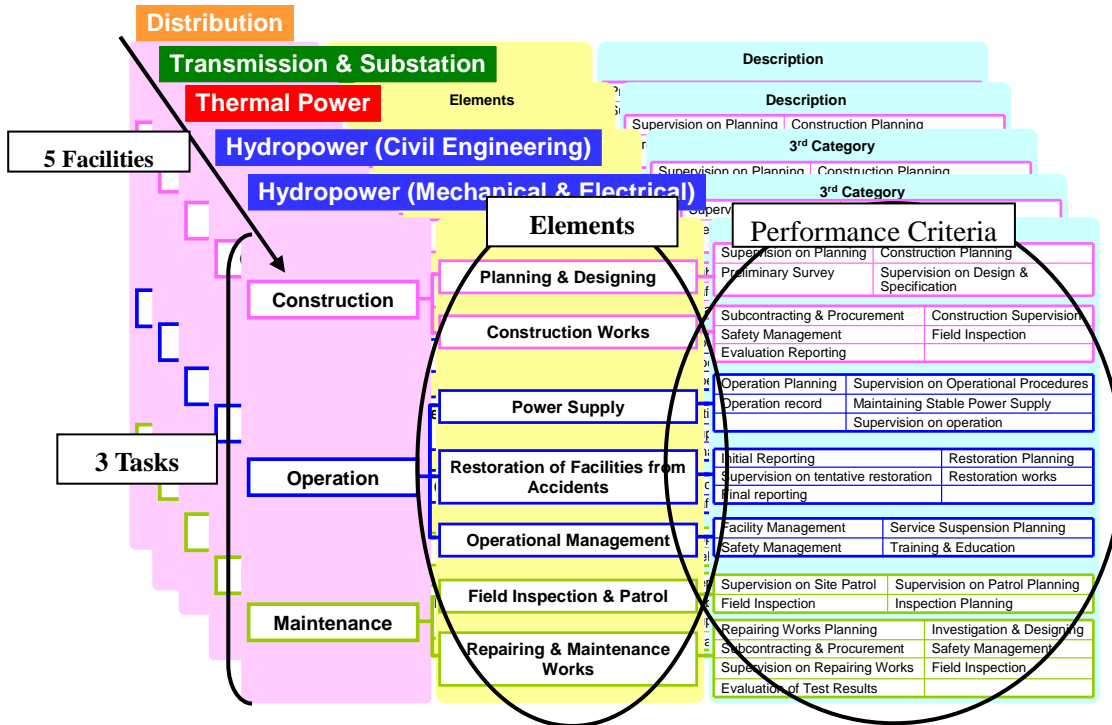 Distribution
Transmission & Substation
Description
Thermal Power
Elements
Description
Supervision on Planning Construction Planning
5 Facilities
Hydropower (Civil Engineering)
3rd Category
Supervision on Planning Construction Planning
Hydropower (Mechanical & Electrical)
3rd Category
Elements
Performance Criteria
Construction
Planning & Designing
Supervision on Planning Construction Planning
Preliminary Survey Supervision on Design &
Specification
Construction Works
Subcontracting & Procurement Construction Supervision
Safety Management Field Inspection
Evaluation Reporting
3 Tasks
Operation
Power Supply
Operation Planning Supervision on Operational Procedures
Operation record Maintaining Stable Power Supply
Supervision on operation
Restoration of Facilities from
Accidents
Initial Reporting Restoration Planning
Supervision on tentative restoration Restoration works
Final reporting
Operational Management
Facility Management Service Suspension Planning
Safety Management Training & Education
Maintenance
Field Inspection & Patrol
Supervision on Site Patrol Supervision on Patrol Planning
Field Inspection Inspection Planning
Repairing & Maintenance
Works
Repairing Works Planning Investigation & Designing
Subcontracting & Procurement Safety Management
Supervision on Repairing Works Field Inspection
Evaluation of Test Results